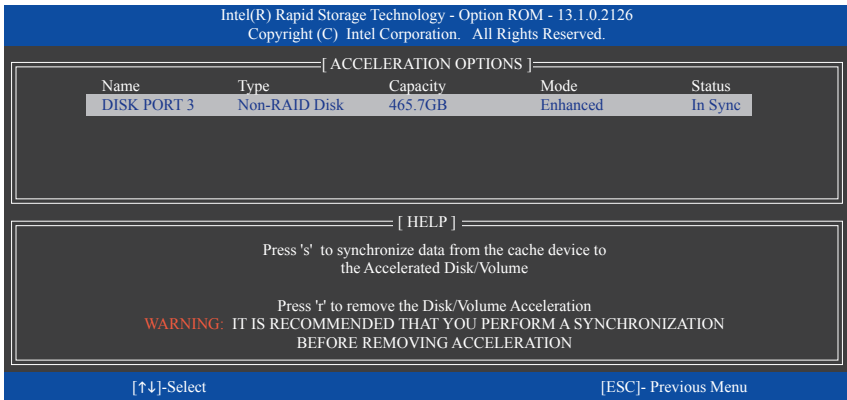 Intel(R) Rapid Storage Technology - Option ROM - 13.1.0.2126
Copyright (C) Intel Corporation. All Rights Reserved.
[ ACCELERATION OPTIONS ]
Name Type Capacity Mode Status
DISK PORT 3 Non-RAID Disk 465.7GB Enhanced In Sync
[ HELP ]
Press 's' to synchronize data from the cache device to
the Accelerated Disk/Volume
Press 'r' to remove the Disk/Volume Acceleration
WARNING: IT IS RECOMMENDED THAT YOU PERFORM A SYNCHRONIZATION
BEFORE REMOVING ACCELERATION
[↑↓]-Select [ESC]- Previous Menu